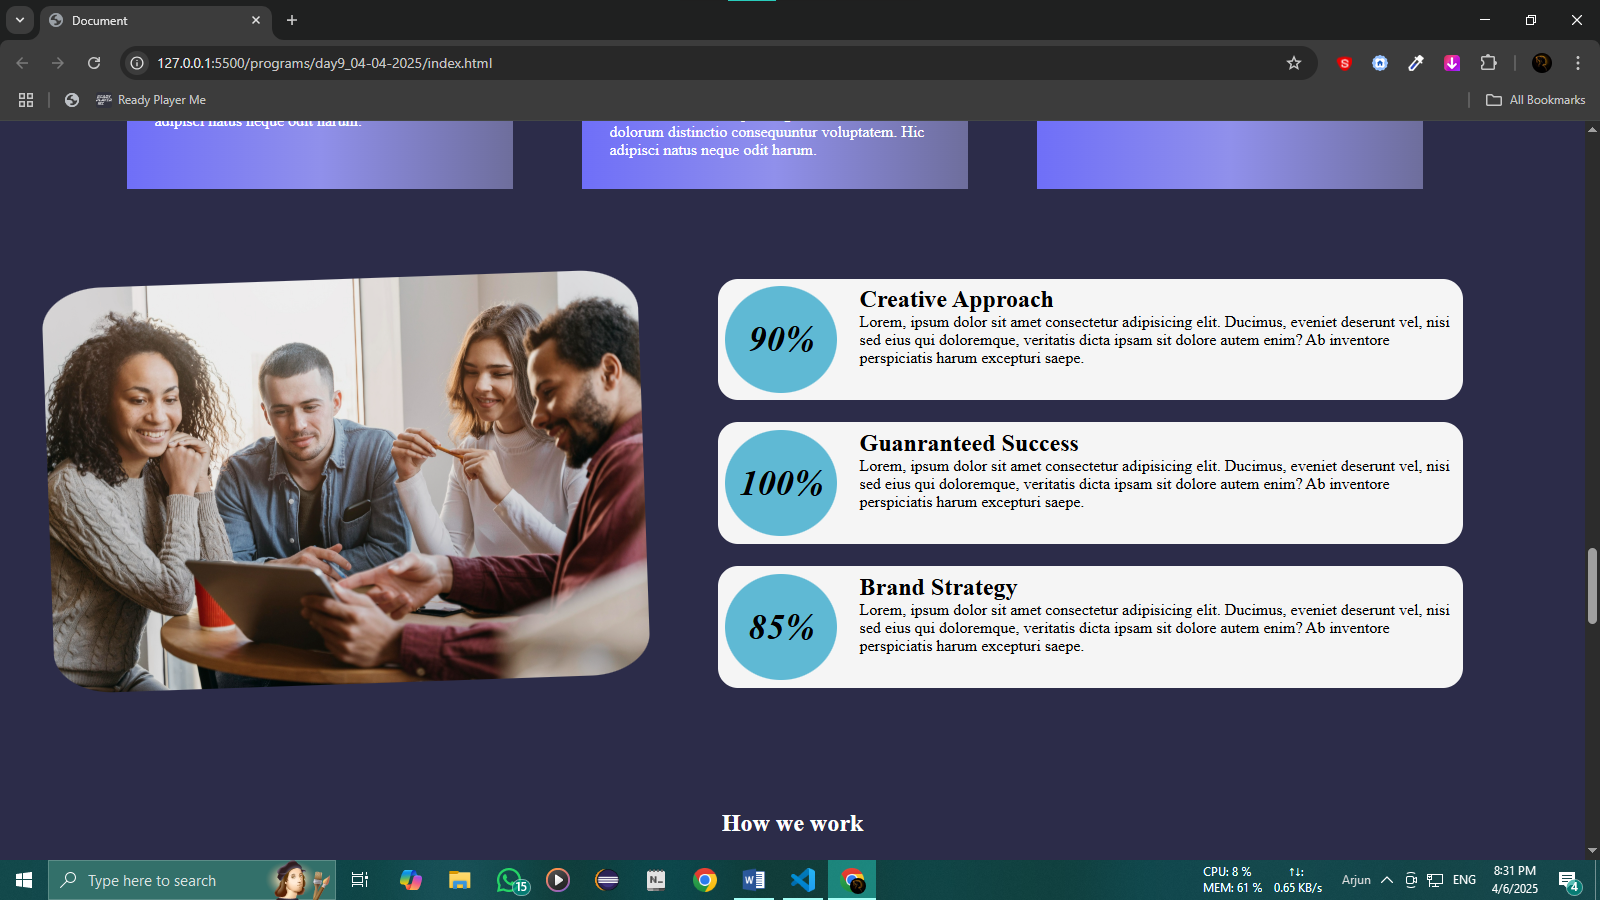 Document
127.0.0.1:5500/programs/day9_04-04-2025/index.html
Ready Player Me
All Bookmarks
adipisci natus neque odit harum.
dolorum distinctio consequuntur voluptatem. Hic
adipisci natus neque odit harum.
90%
Creative Approach
Lorem, ipsum dolor sit amet consectetur adipisicing elit. Ducimus, eveniet deserunt vel, nisi
sed eius qui doloremque, veritatis dicta ipsam sit dolore autem enim? Ab inventore
perspiciatis harum excepturi saepe.
100%
Guanranteed Success
Lorem, ipsum dolor sit amet consectetur adipisicing elit. Ducimus, eveniet deserunt vel, nisi
sed eius qui doloremque, veritatis dicta ipsam sit dolore autem enim? Ab inventore
perspiciatis harum excepturi saepe.
85%
Brand Strategy
Lorem, ipsum dolor sit amet consectetur adipisicing elit. Ducimus, eveniet deserunt vel, nisi
sed eius qui doloremque, veritatis dicta ipsam sit dolore autem enim? Ab inventore
perspiciatis harum excepturi saepe.
How we work
Type here to search
15
CPU: 8 %
MEM: 61 %
0.65 KB/s
Arjun
ENG
8:31 PM
4/6/2025
4